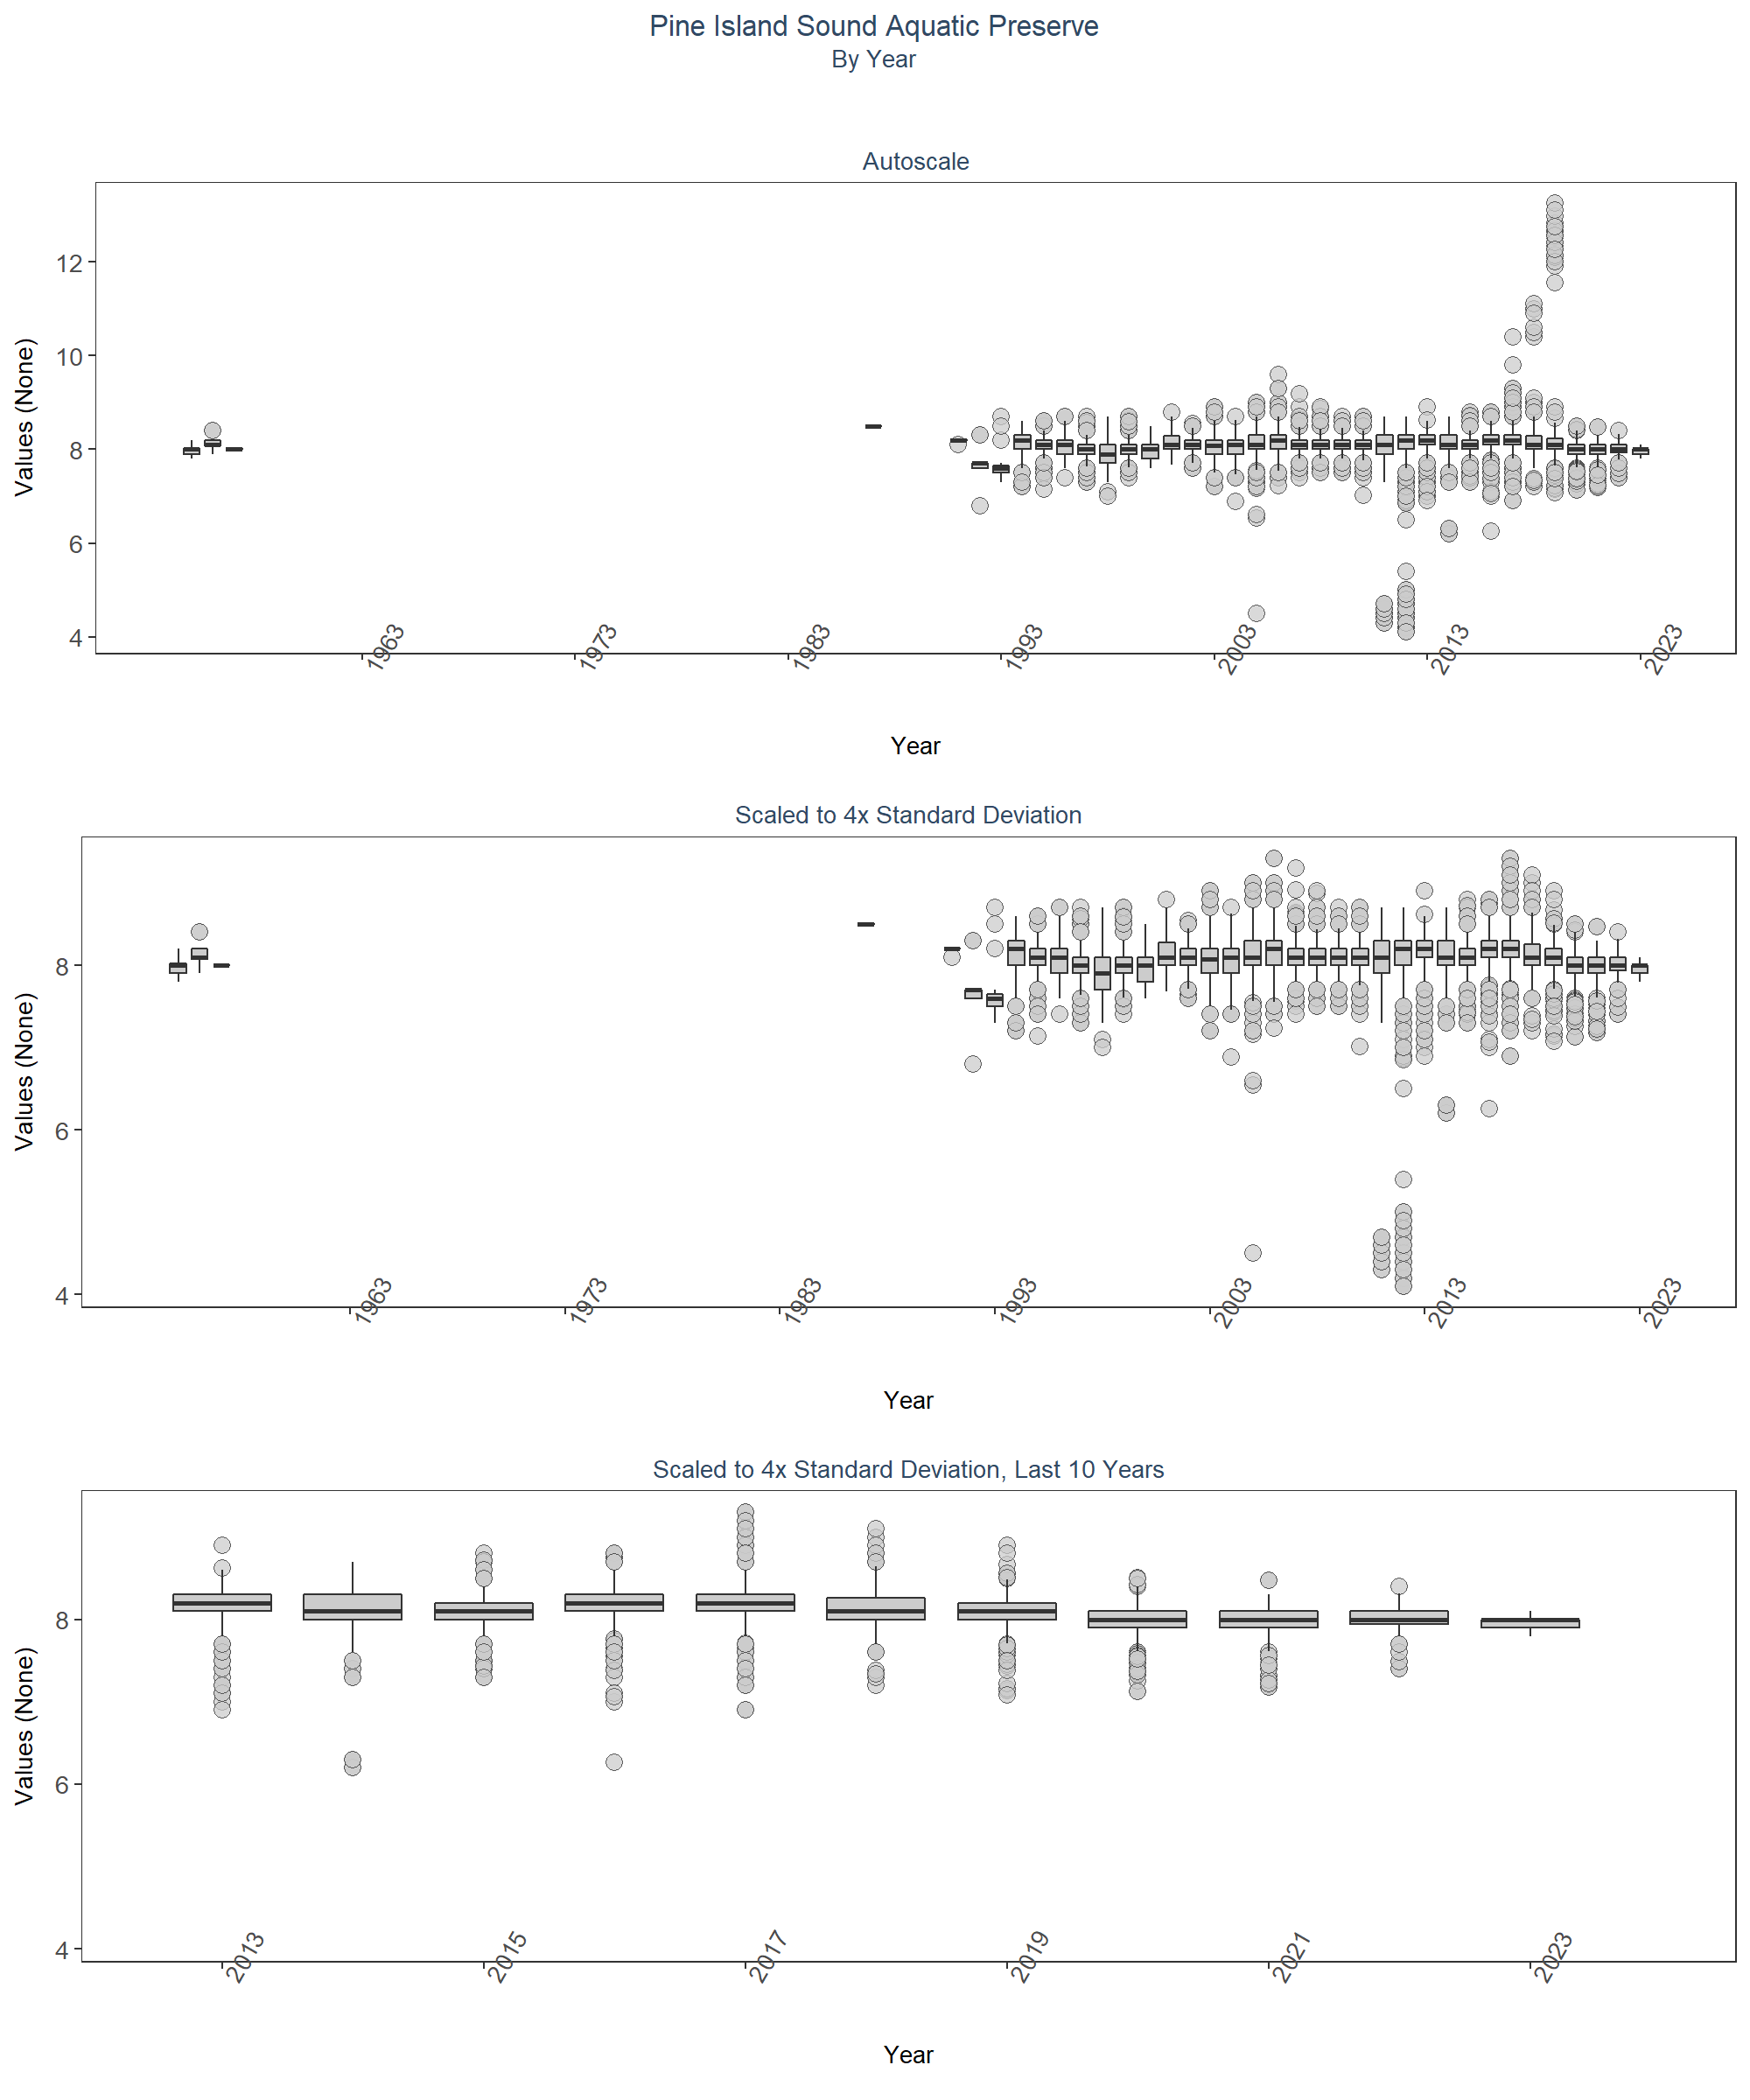 Pine Island Sound Aquatic Preserve
By Year
Autoscale
Values (None)
12
10
8
6
4
1963
1973
1983
1993
2003
2013
2023
Year
Scaled to 4x Standard Deviation
Values (None)
8
6
4
1963
1973
1983
1993
2003
2013
2023
Year
Scaled to 4x Standard Deviation, Last 10 Years
Values (None)
8
6
4
2013
2015
2017
2019
2021
2023
Year